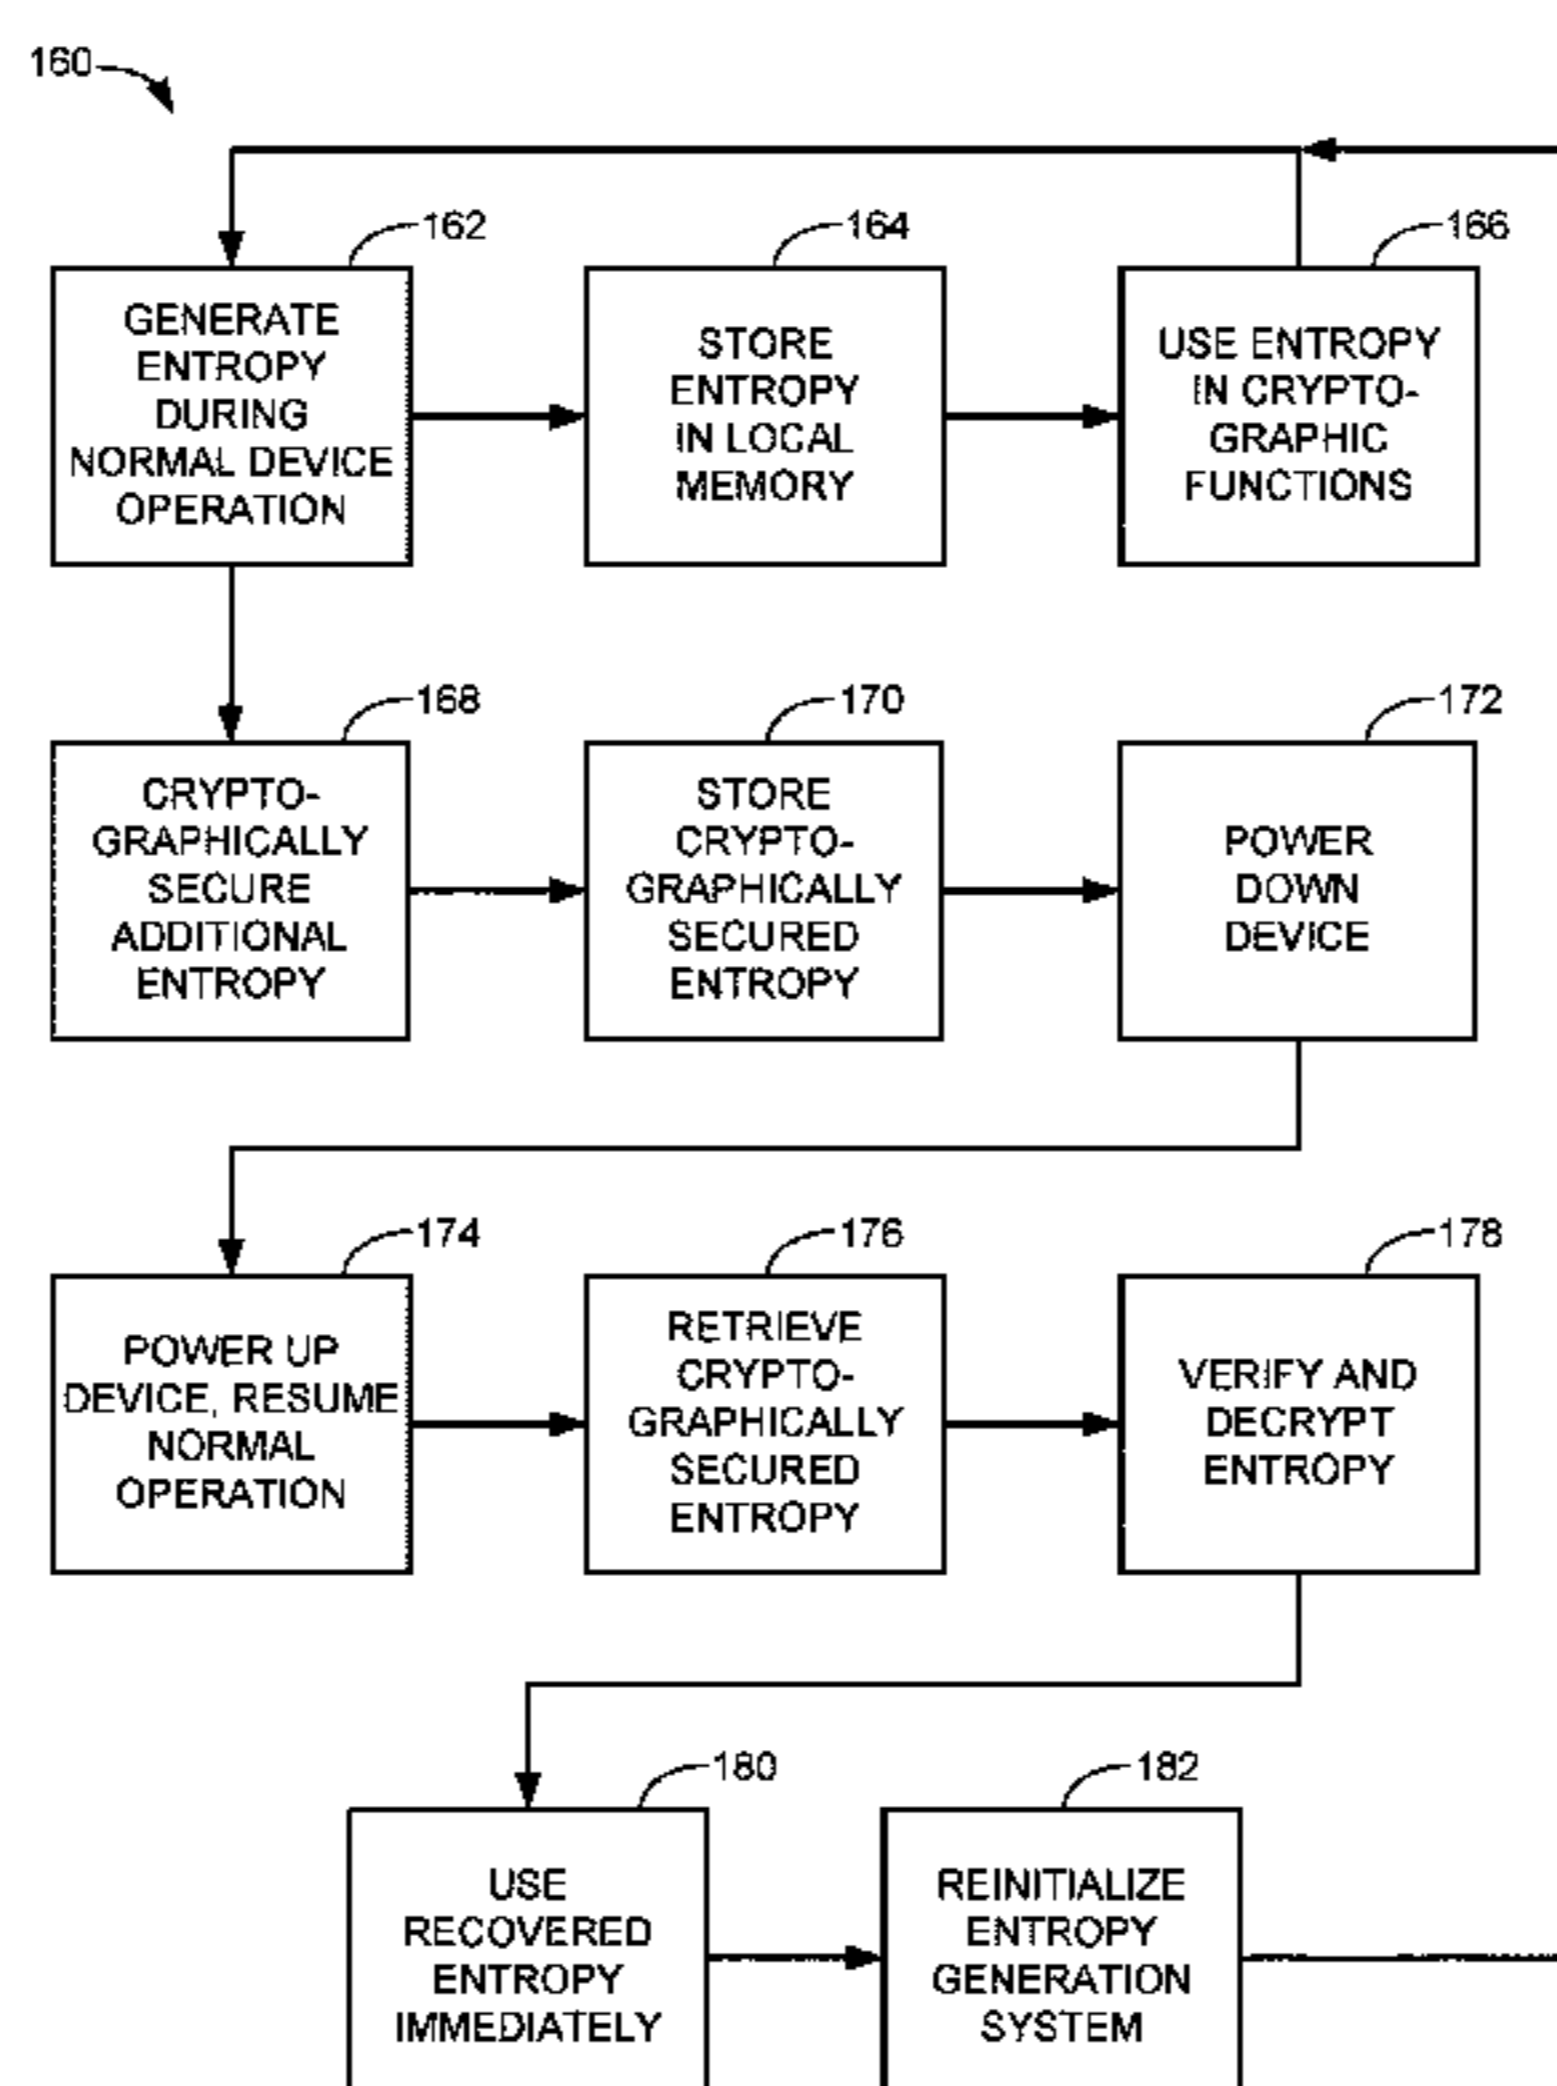 160
162
164
166
GENERATE
ENTROPY
DURING
NORMAL DEVICE
OPERATION
STORE
ENTROPY
IN LOCAL
MEMORY
USE ENTROPY
IN CRYPTO-
GRAPHIC
FUNCTIONS
168
170
172
CRYPTO-
GRAPHICALLY
SECURE
ADDITIONAL
ENTROPY
STORE
CRYPTO-
GRAPHICALLY
SECURED
ENTROPY
POWER
DOWN
DEVICE
174
176
178
POWER UP
DEVICE, RESUME
NORMAL
OPERATION
RETRIEVE
CRYPTO-
GRAPHICALLY
SECURED
ENTROPY
VERIFY AND
DECRYPT
ENTROPY
180
182
USE
RECOVERED
ENTROPY
IMMEDIATELY
REINITIALIZE
ENTROPY
GENERATION
SYSTEM